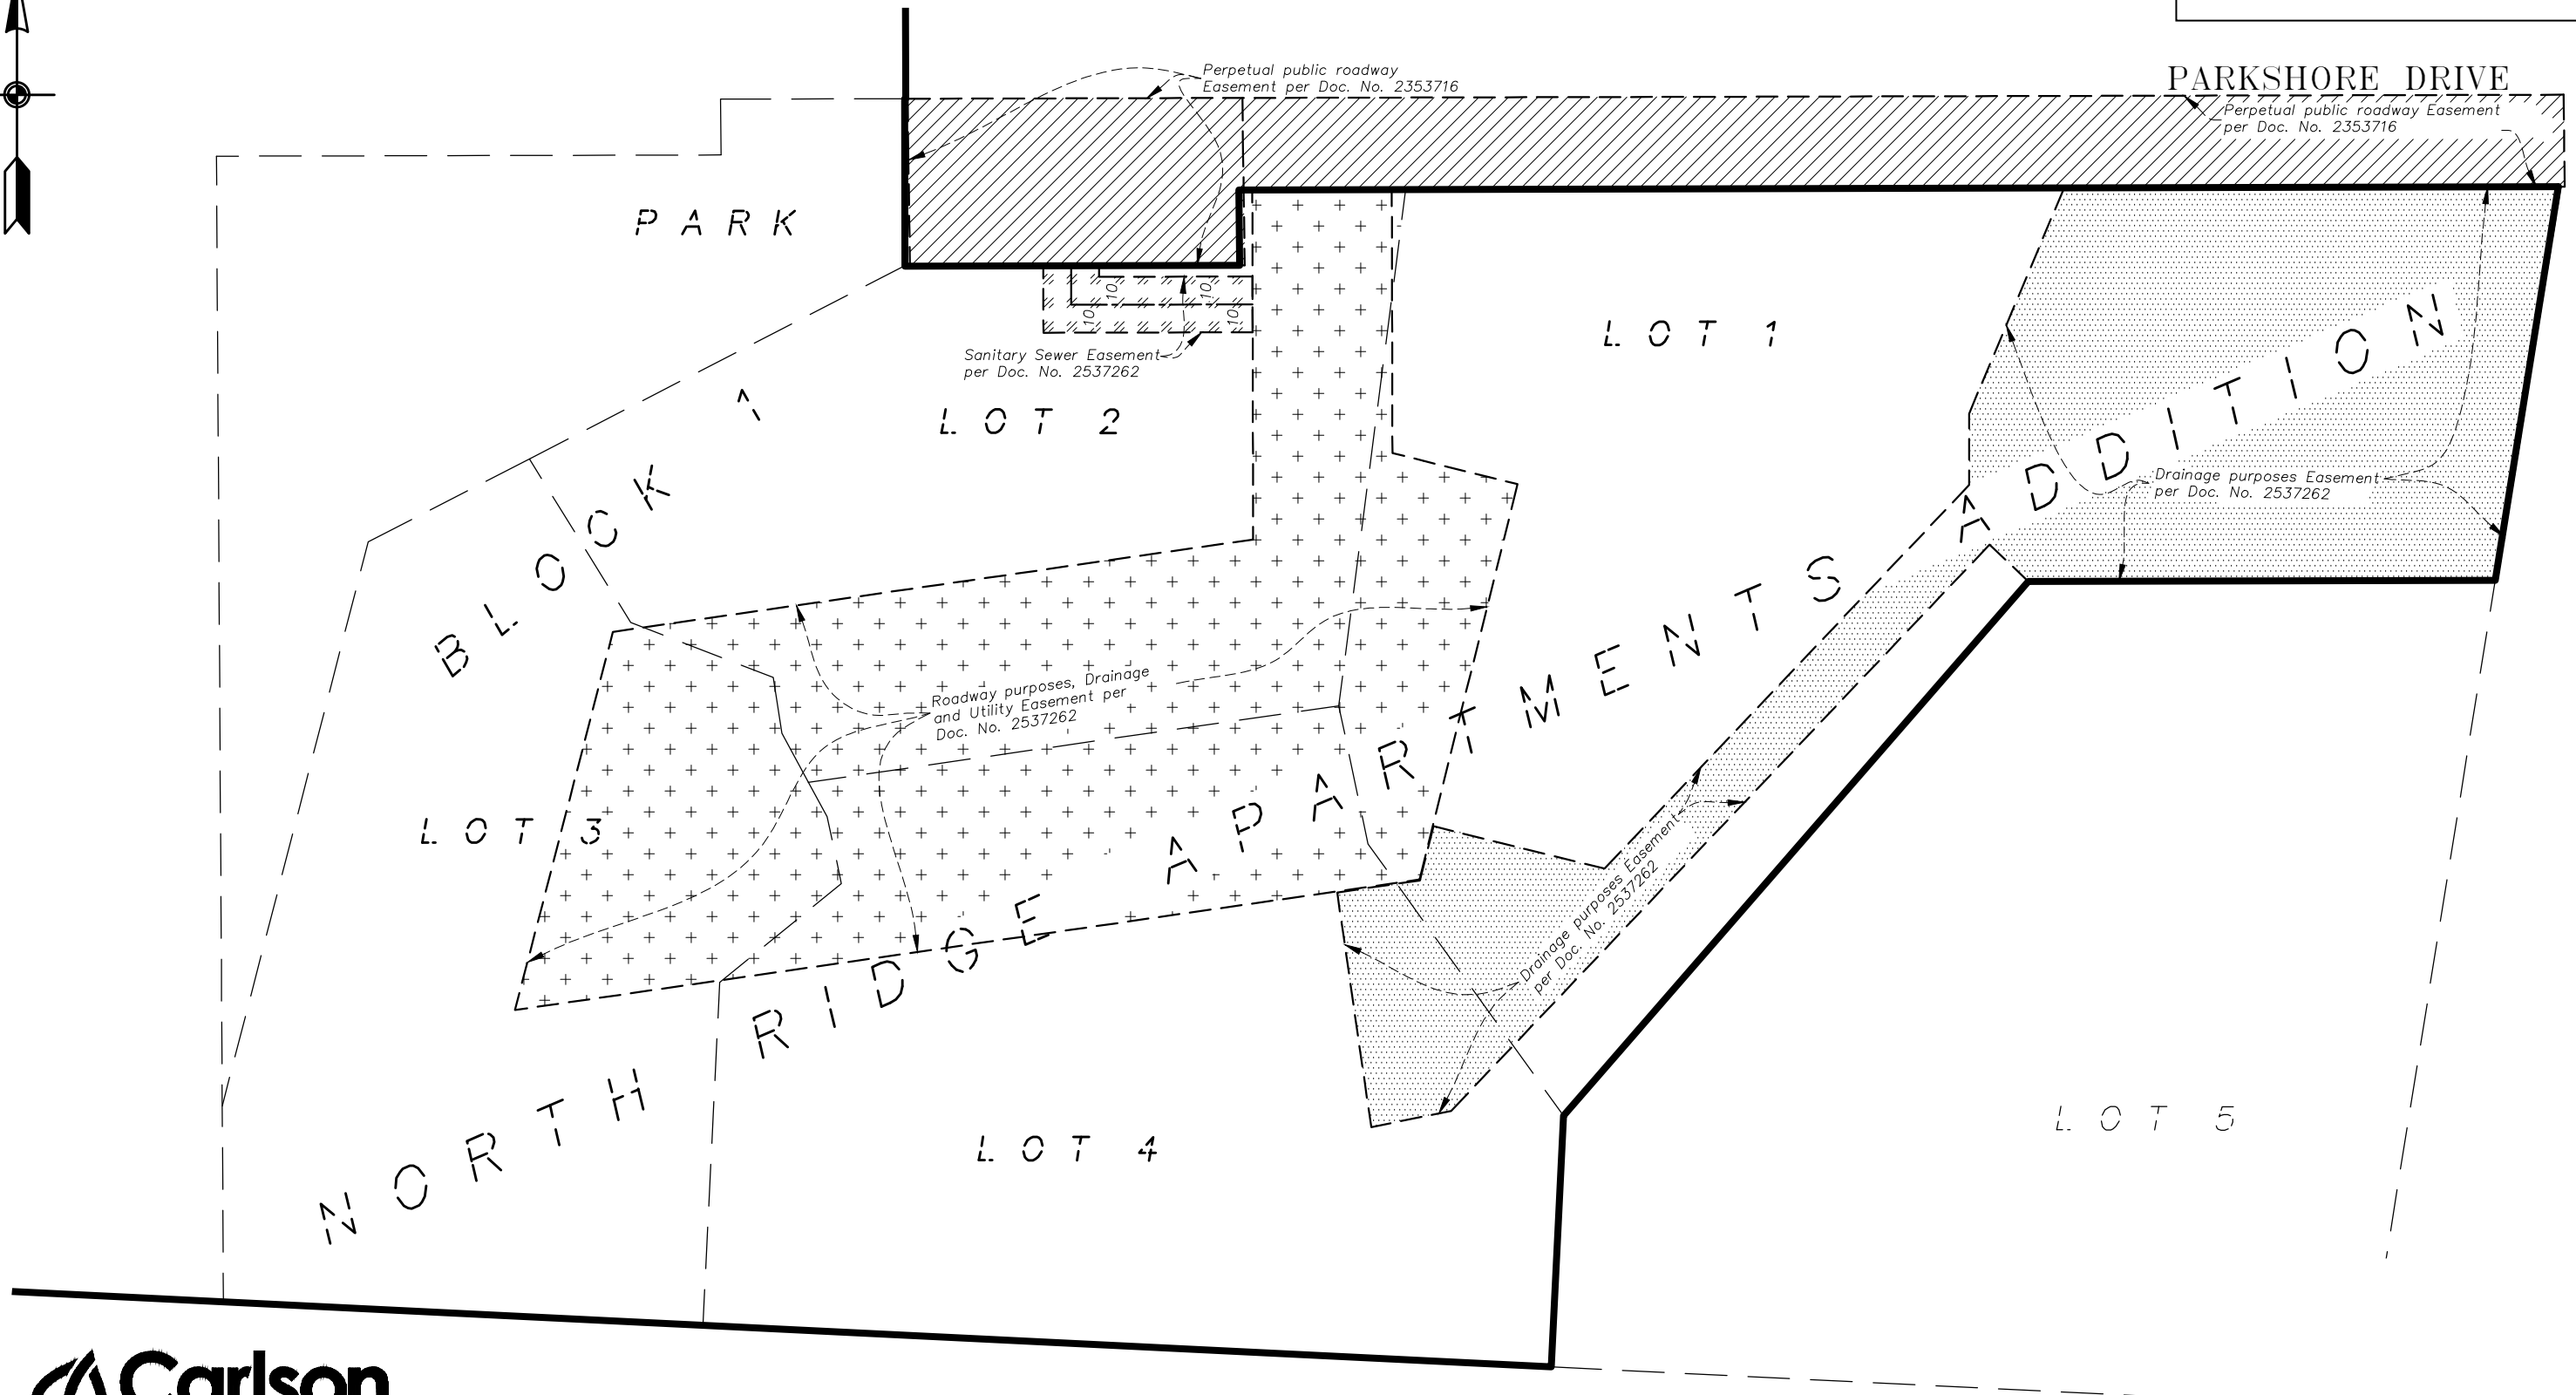 Perpetual public roadway
Easement per Doc. No. 2353716
PARKSHORE DRIVE
Perpetual public roadway Easement
per Doc. No. 2353716
PARK
10
10
10
10
LOT 1
Sanitary Sewer Easement
per Doc. No. 2537262
LOT 2
BLOCK 1
Drainage purposes Easement
per Doc. No. 2537262
Roadway purposes, Drainage
and Utility Easement per
Doc. No. 2537262
LOT 3
NORTH RIDGE APARTMENTS ADDITION
Drainage purposes Easement
per Doc. No. 2537262
LOT 4
LOT 5
Carlson